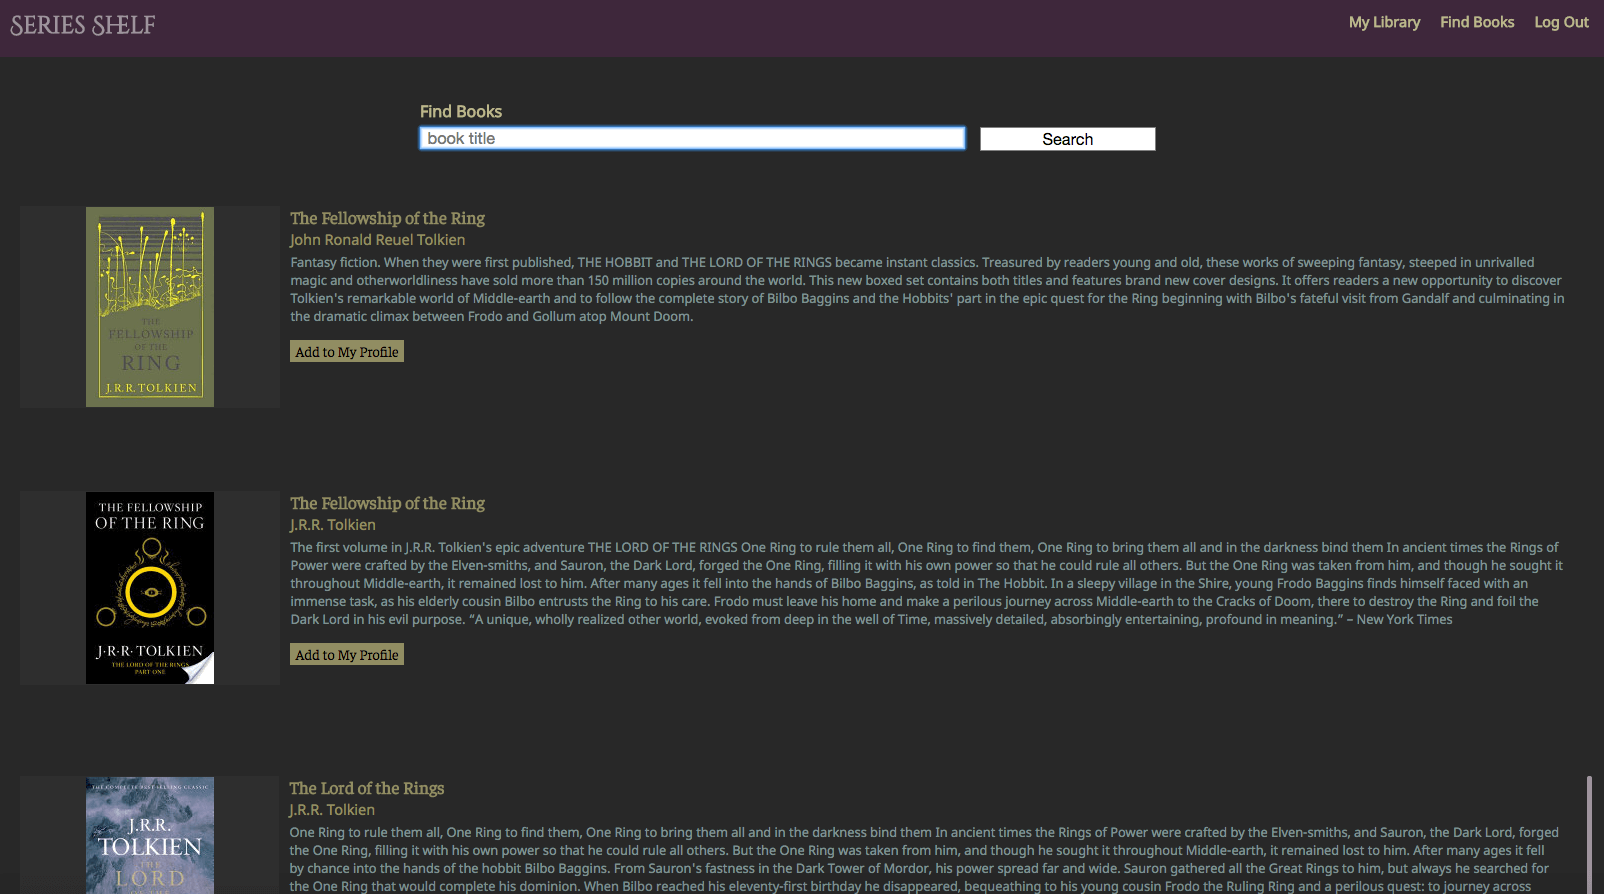 SERIES SHELF
My Library Find Books Log Out
Find Books
book title
Search
THE
FELLOWSHIP
OF THE
RING
J.R.R. TOLKIEN
The Fellowship of the Ring
John Ronald Reuel Tolkien
Fantasy fiction. When they were first published, THE HOBBIT and THE LORD OF THE RINGS became instant classics. Treasured by readers young and old, these works of sweeping fantasy, steeped in unrivalled
magic and otherworldliness have sold more than 150 million copies around the world. This new boxed set contains both titles and features brand new cover designs. It offers readers a new opportunity to discover
Tolkien's remarkable world of Middle-earth and to follow the complete story of Bilbo Baggins and the Hobbits' part in the epic quest for the Ring beginning with Bilbo's fateful visit from Gandalf and culminating in
the dramatic climax between Frodo and Gollum atop Mount Doom.
Add to My Profile
THE FELLOWSHIP
OF THE RING
J·R·R·TOLKIEN
THE LORD OF THE RINGS
PART ONE
The Fellowship of the Ring
J.R.R. Tolkien
The first volume in J.R.R. Tolkien's epic adventure THE LORD OF THE RINGS One Ring to rule them all, One Ring to find them, One Ring to bring them all and in the darkness bind them In ancient times the Rings of
Power were crafted by the Elven-smiths, and Sauron, the Dark Lord, forged the One Ring, filling it with his own power so that he could rule all others. But the One Ring was taken from him, and though he sought it
throughout Middle-earth, it remained lost to him. After many ages it fell into the hands of Bilbo Baggins, as told in The Hobbit. In a sleepy village in the Shire, young Frodo Baggins finds himself faced with an
immense task, as his elderly cousin Bilbo entrusts the Ring to his care. Frodo must leave his home and make a perilous journey across Middle-earth to the Cracks of Doom, there to destroy the Ring and foil the
Dark Lord in his evil purpose. “A unique, wholly realized other world, evoked from deep in the well of Time, massively detailed, absorbingly entertaining, profound in meaning.” – New York Times
Add to My Profile
THE COMPLETE BESTSELLING CLASSIC
J.R.R.
TOLKIEN
THE
LORD
OF THE
The Lord of the Rings
J.R.R. Tolkien
One Ring to rule them all, One Ring to find them, One Ring to bring them all and in the darkness bind them In ancient times the Rings of Power were crafted by the Elven-smiths, and Sauron, the Dark Lord, forged
the One Ring, filling it with his own power so that he could rule all others. But the One Ring was taken from him, and though he sought it throughout Middle-earth, it remained lost to him. After many ages it fell
by chance into the hands of the hobbit Bilbo Baggins. From Sauron's fastness in the Dark Tower of Mordor, his power spread far and wide. Sauron gathered all the Great Rings to him, but always he searched for
the One Ring that would complete his dominion. When Bilbo reached his eleventy-first birthday he disappeared, bequeathing to his young cousin Frodo the Ruling Ring and a perilous quest: to journey across